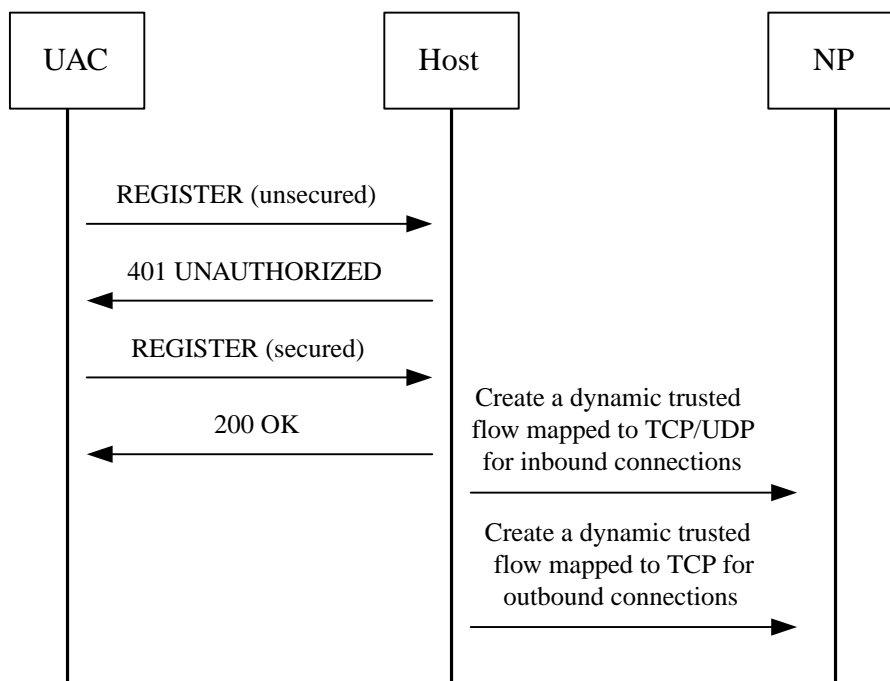 UAC
Host
NP
REGISTER (unsecured)
401 UNAUTHORIZED
REGISTER (secured)
200 OK
Create a dynamic trusted
flow mapped to TCP/UDP
for inbound connections
Create a dynamic trusted
flow mapped to TCP for
outbound connections